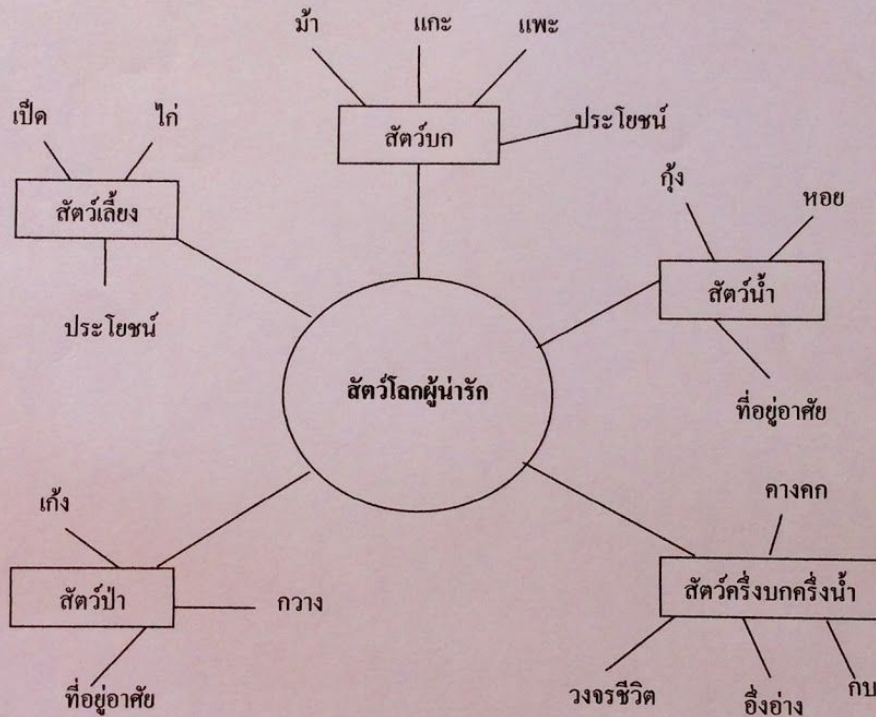 ม้า
แกะ
แพะ
สัตว์บก
ประโยชน์
เป็ด
ไก่
สัตว์เลี้ยง
ประโยชน์
กุ้ง
หอย
สัตว์น้ำ
ที่อยู่อาศัย
สัตว์โลกผู้น่ารัก
เก้ง
สัตว์ป่า
กวาง
ที่อยู่อาศัย
คางคก
สัตว์ครึ่งบกครึ่งน้ำ
วงจรชีวิต
อึ่งอ่าง
กบ